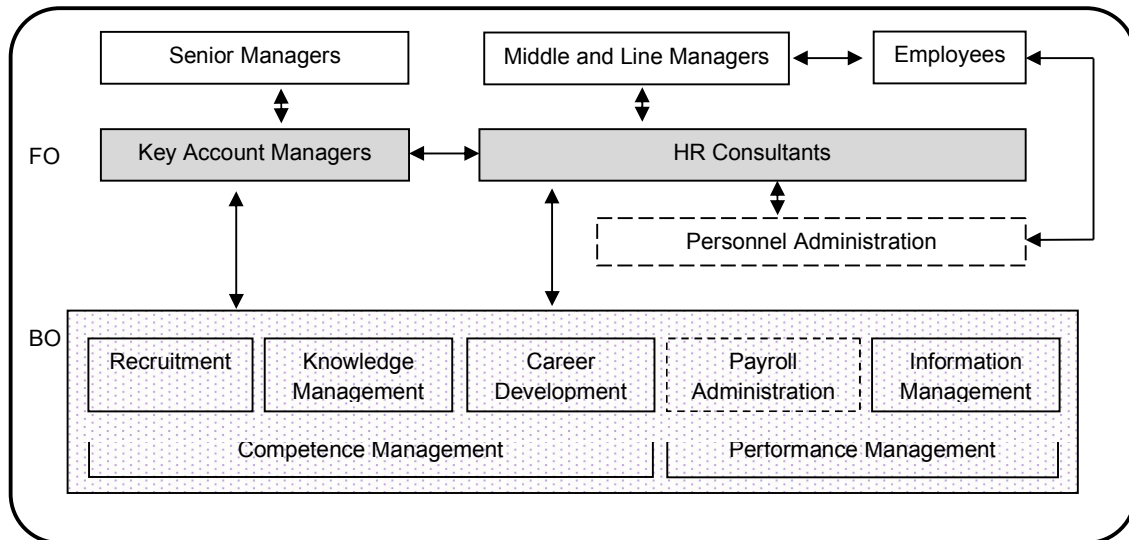 Senior Managers
Middle and Line Managers
Employees
FO
Key Account Managers
HR Consultants
Personnel Administration
BO
Recruitment
Knowledge
Management
Career
Development
Payroll
Administration
Information
Management
Competence Management
Performance Management